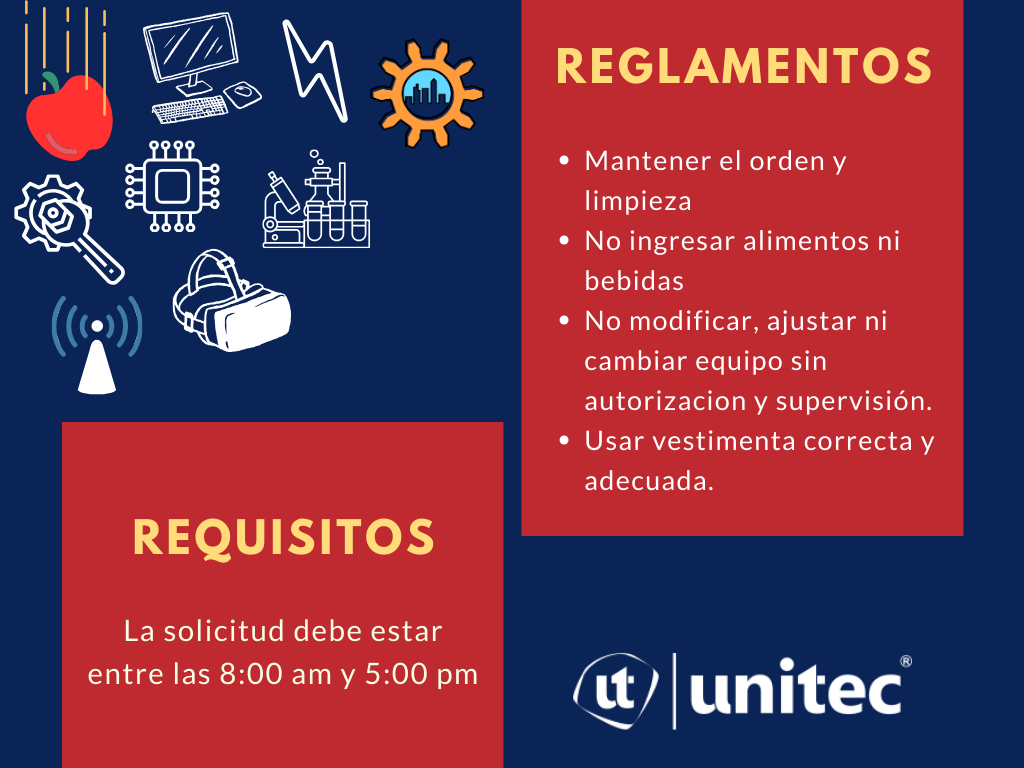 REGLAMENTOS
• Mantener el orden y
limpieza
• No ingresar alimentos ni
bebidas
• No modificar, ajustar ni
cambiar equipo sin
autorizacion y supervisión.
• Usar vestimenta correcta y
adecuada.
REQUISITOS
La solicitud debe estar
entre las 8:00 am y 5:00 pm
ut | unitec®